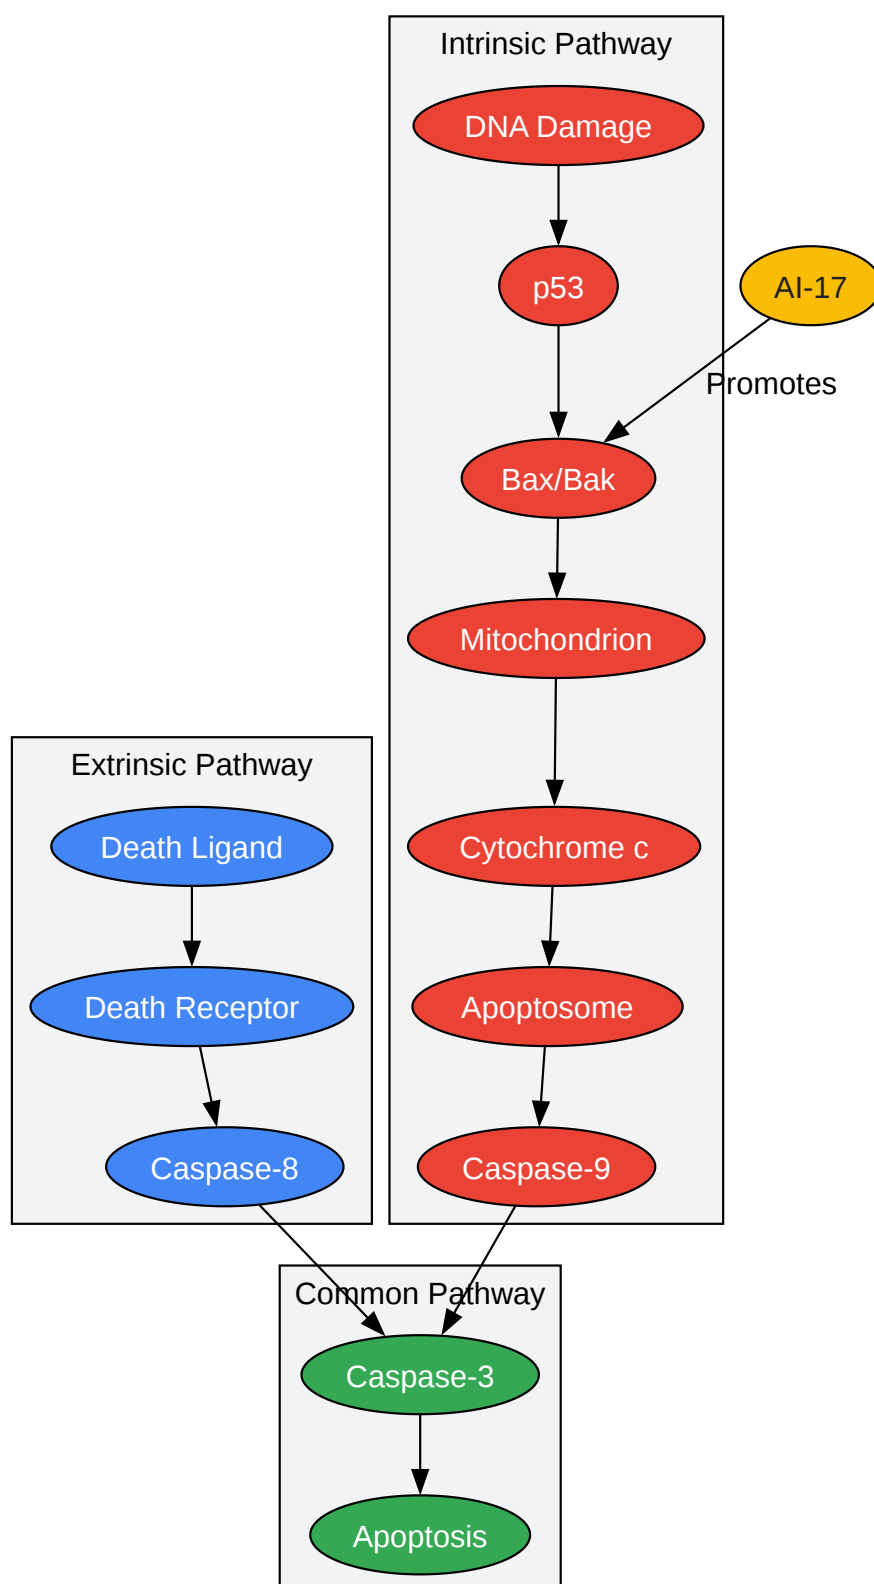 Intrinsic Pathway
DNA Damage
p53
AI-17
Promotes
Bax/Bak
Mitochondrion
Extrinsic Pathway
Death Ligand
Cytochrome c
Death Receptor
Apoptosome
Caspase-8
Caspase-9
Common Pathway
Caspase-3
Apoptosis